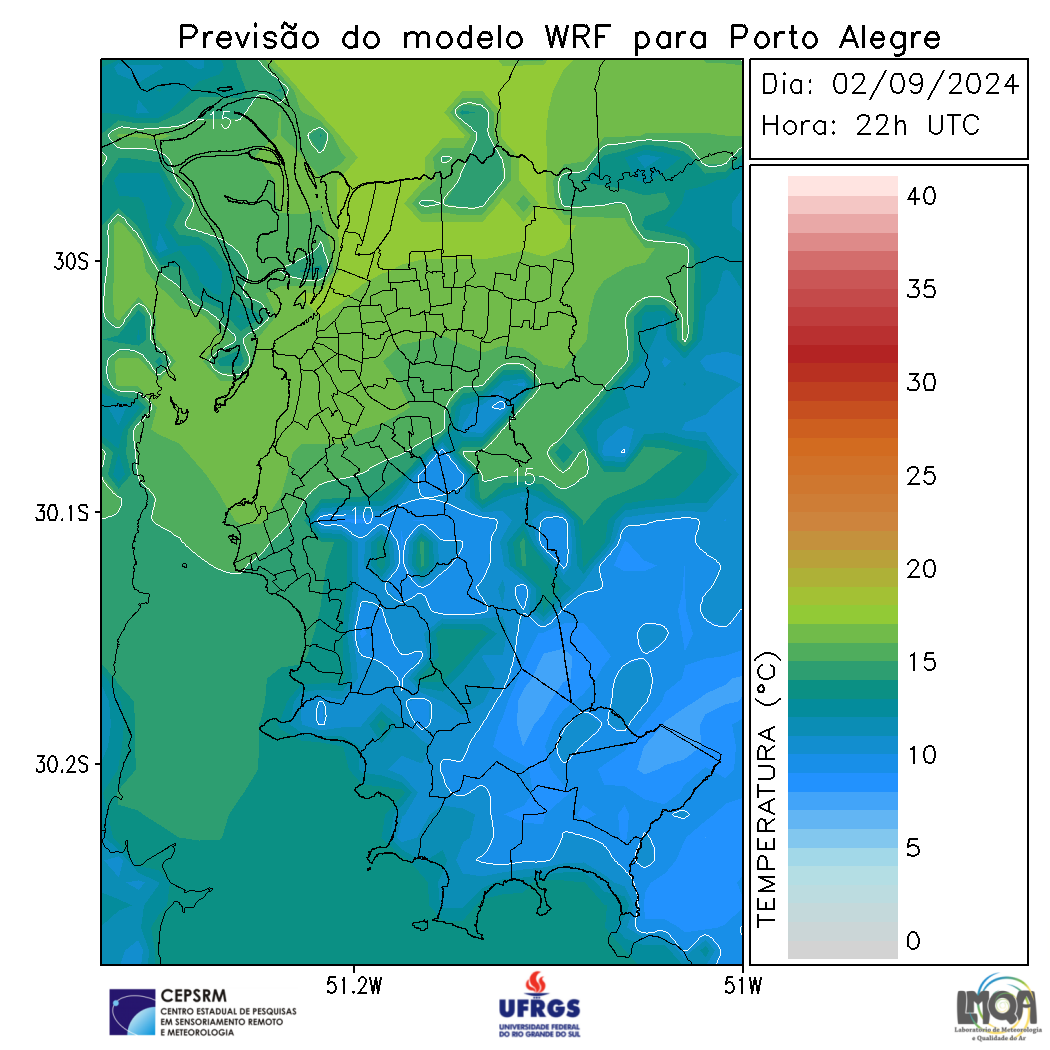 Previsão do modelo WRF para Porto Alegre
Dia: 02/09/2024
Hora: 22h UTC
15
30S
30.1S
30.2S
15
10
51.2W
51W
TEMPERATURA (°C)
40
35
30
25
20
15
10
5
0
CEPSRM
CENTRO ESTADUAL DE PESQUISAS
EM SENSORIAMENTO REMOTO
E METEOROLOGIA
UFRGS
UNIVERSIDADE FEDERAL
DO RIO GRANDE DO SUL
LMQA
Laboratório de Meteorologia
e Qualidade do Ar